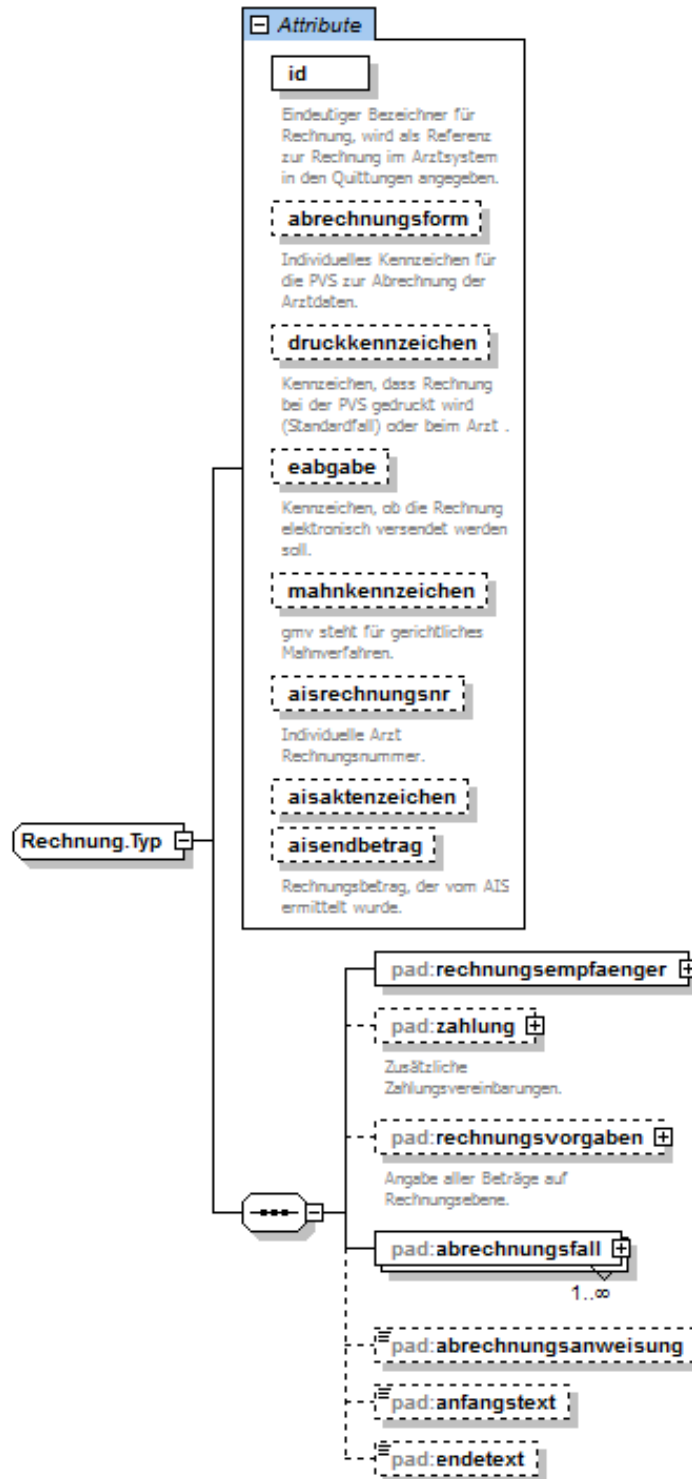 Attribute
id
Eindeutiger Bezeichner für
Rechnung, wird als Referenz
zur Rechnung im Arztsystem
in den Quittungen angegeben.
abrechnungsform
Individuelles Kennzeichen für
die PVS zur Abrechnung der
Arztdaten.
druckkennzeichen
Kennzeichen, dass Rechnung
bei der PVS gedruckt wird
(Standardfall) oder beim Arzt .
eabgabe
Kennzeichen, ob die Rechnung
elektronisch versendet werden
soll.
mahnkennzeichen
gmv steht für gerichtliches
Mahnverfahren.
aisrechnungsnr
Individuelle Arzt
Rechnungsnummer.
aisaktenzeichen
aisendbetrag
Rechnungsbetrag, der vom AIS
ermittelt wurde.
Rechnung.Typ
pad:rechnungsempfaenger
pad:zahlung
Zusätzliche
Zahlungsvereinbarungen.
pad:rechnungsvorgaben
Angabe aller Beträge auf
Rechnungsebene.
pad:abrechnungsfall
1..∞
pad:abrechnungsanweisung
pad:anfangstext
pad:endetext